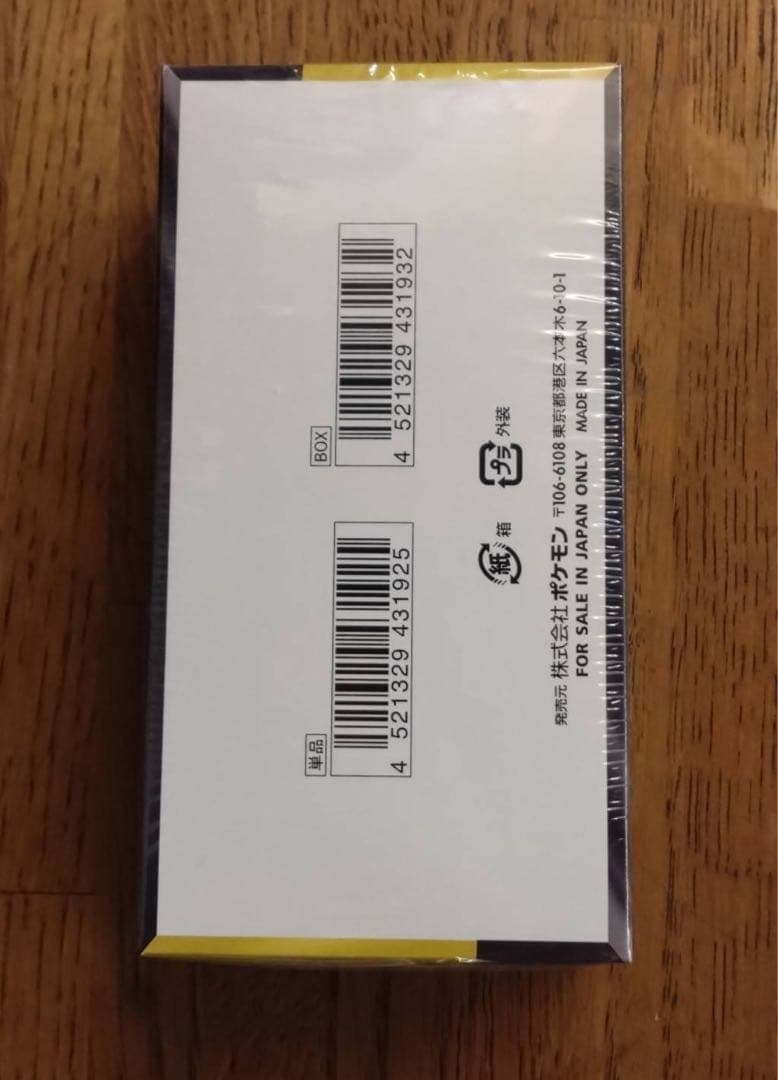 単品
4 521329 431925
BOX
4 521329 431932
紙 箱
プラ 外装
発売元 株式会社ポケモン 〒106-6108 東京都港区六本木6-10-1
FOR SALE IN JAPAN ONLY MADE IN JAPAN